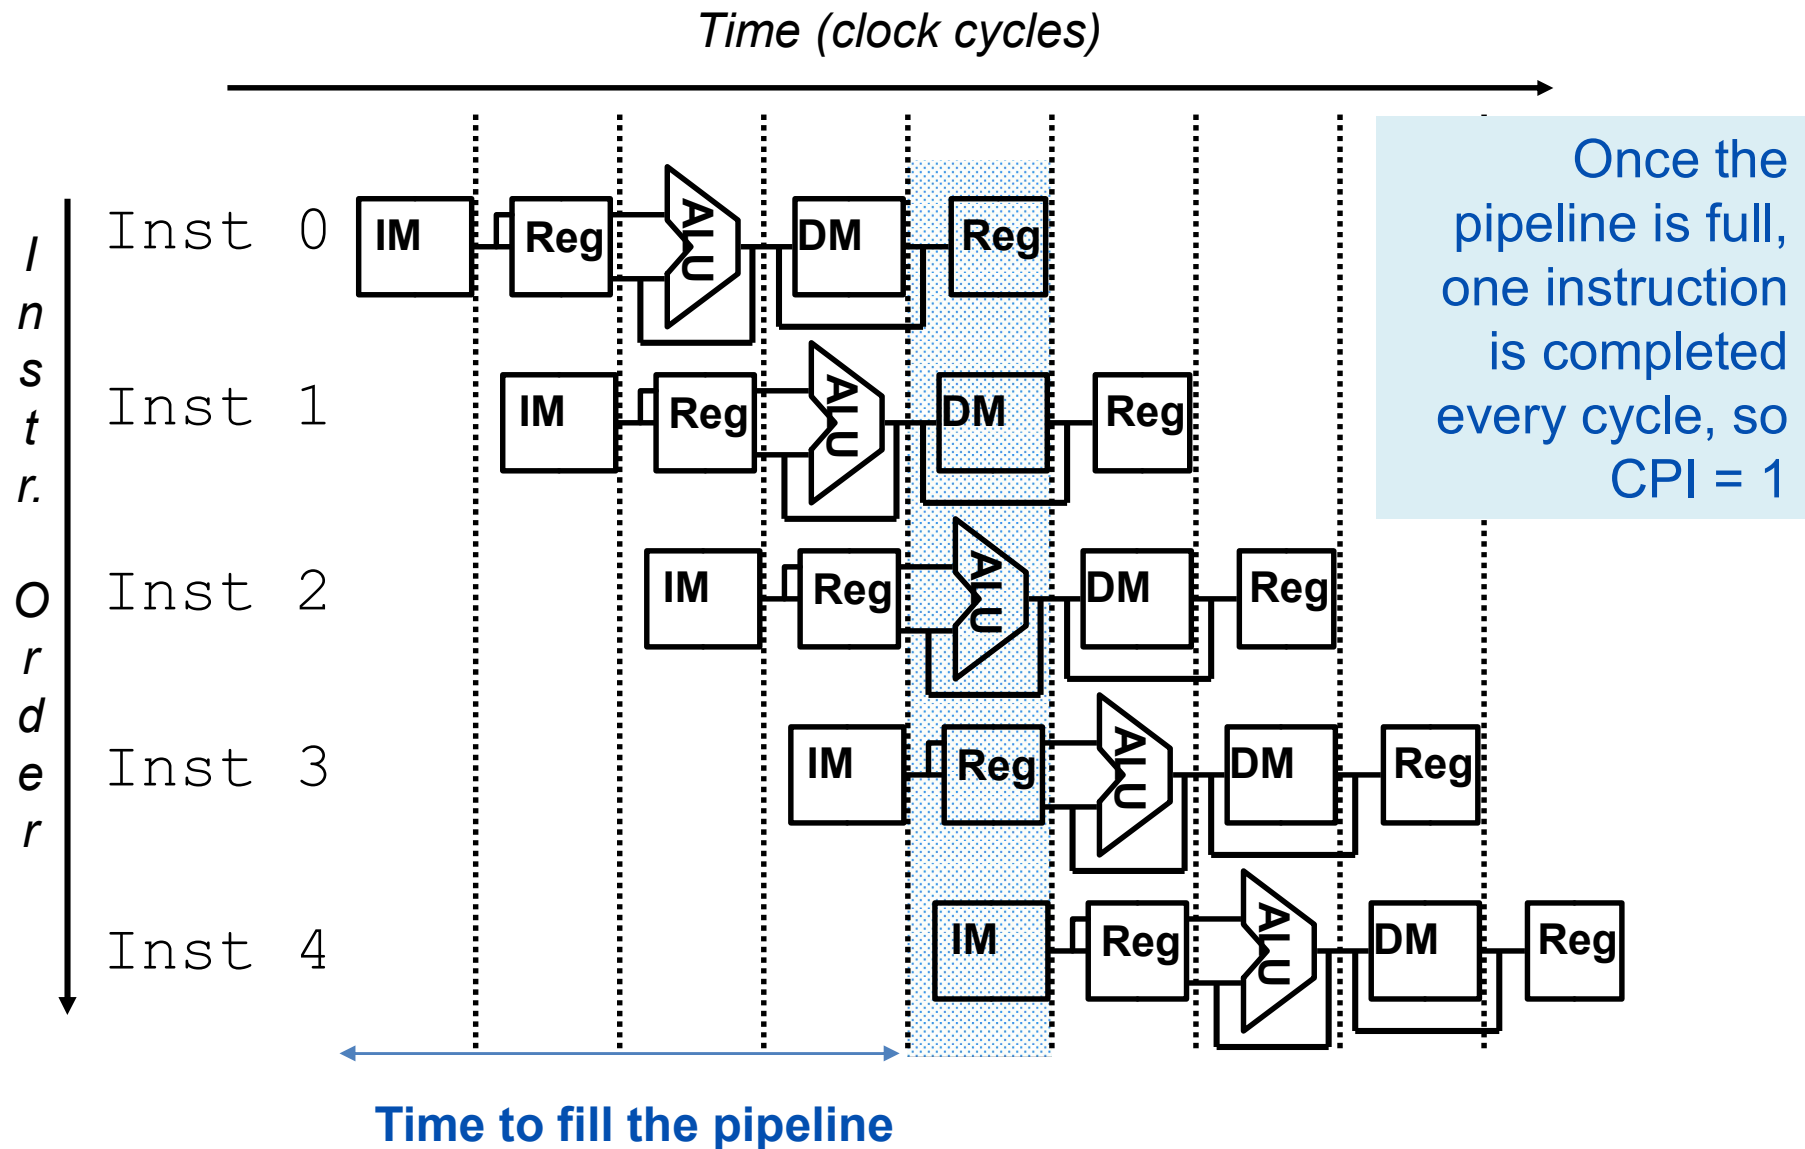 Time (clock cycles)
Once the
pipeline is full,
one instruction
is completed
every cycle, so
CPI = 1
Instr. Order
Inst 0 IM Reg ALU DM Reg
Inst 1 IM Reg ALU DM Reg
Inst 2 IM Reg ALU DM Reg
Inst 3 IM Reg ALU DM Reg
Inst 4 IM Reg ALU DM Reg
Time to fill the pipeline